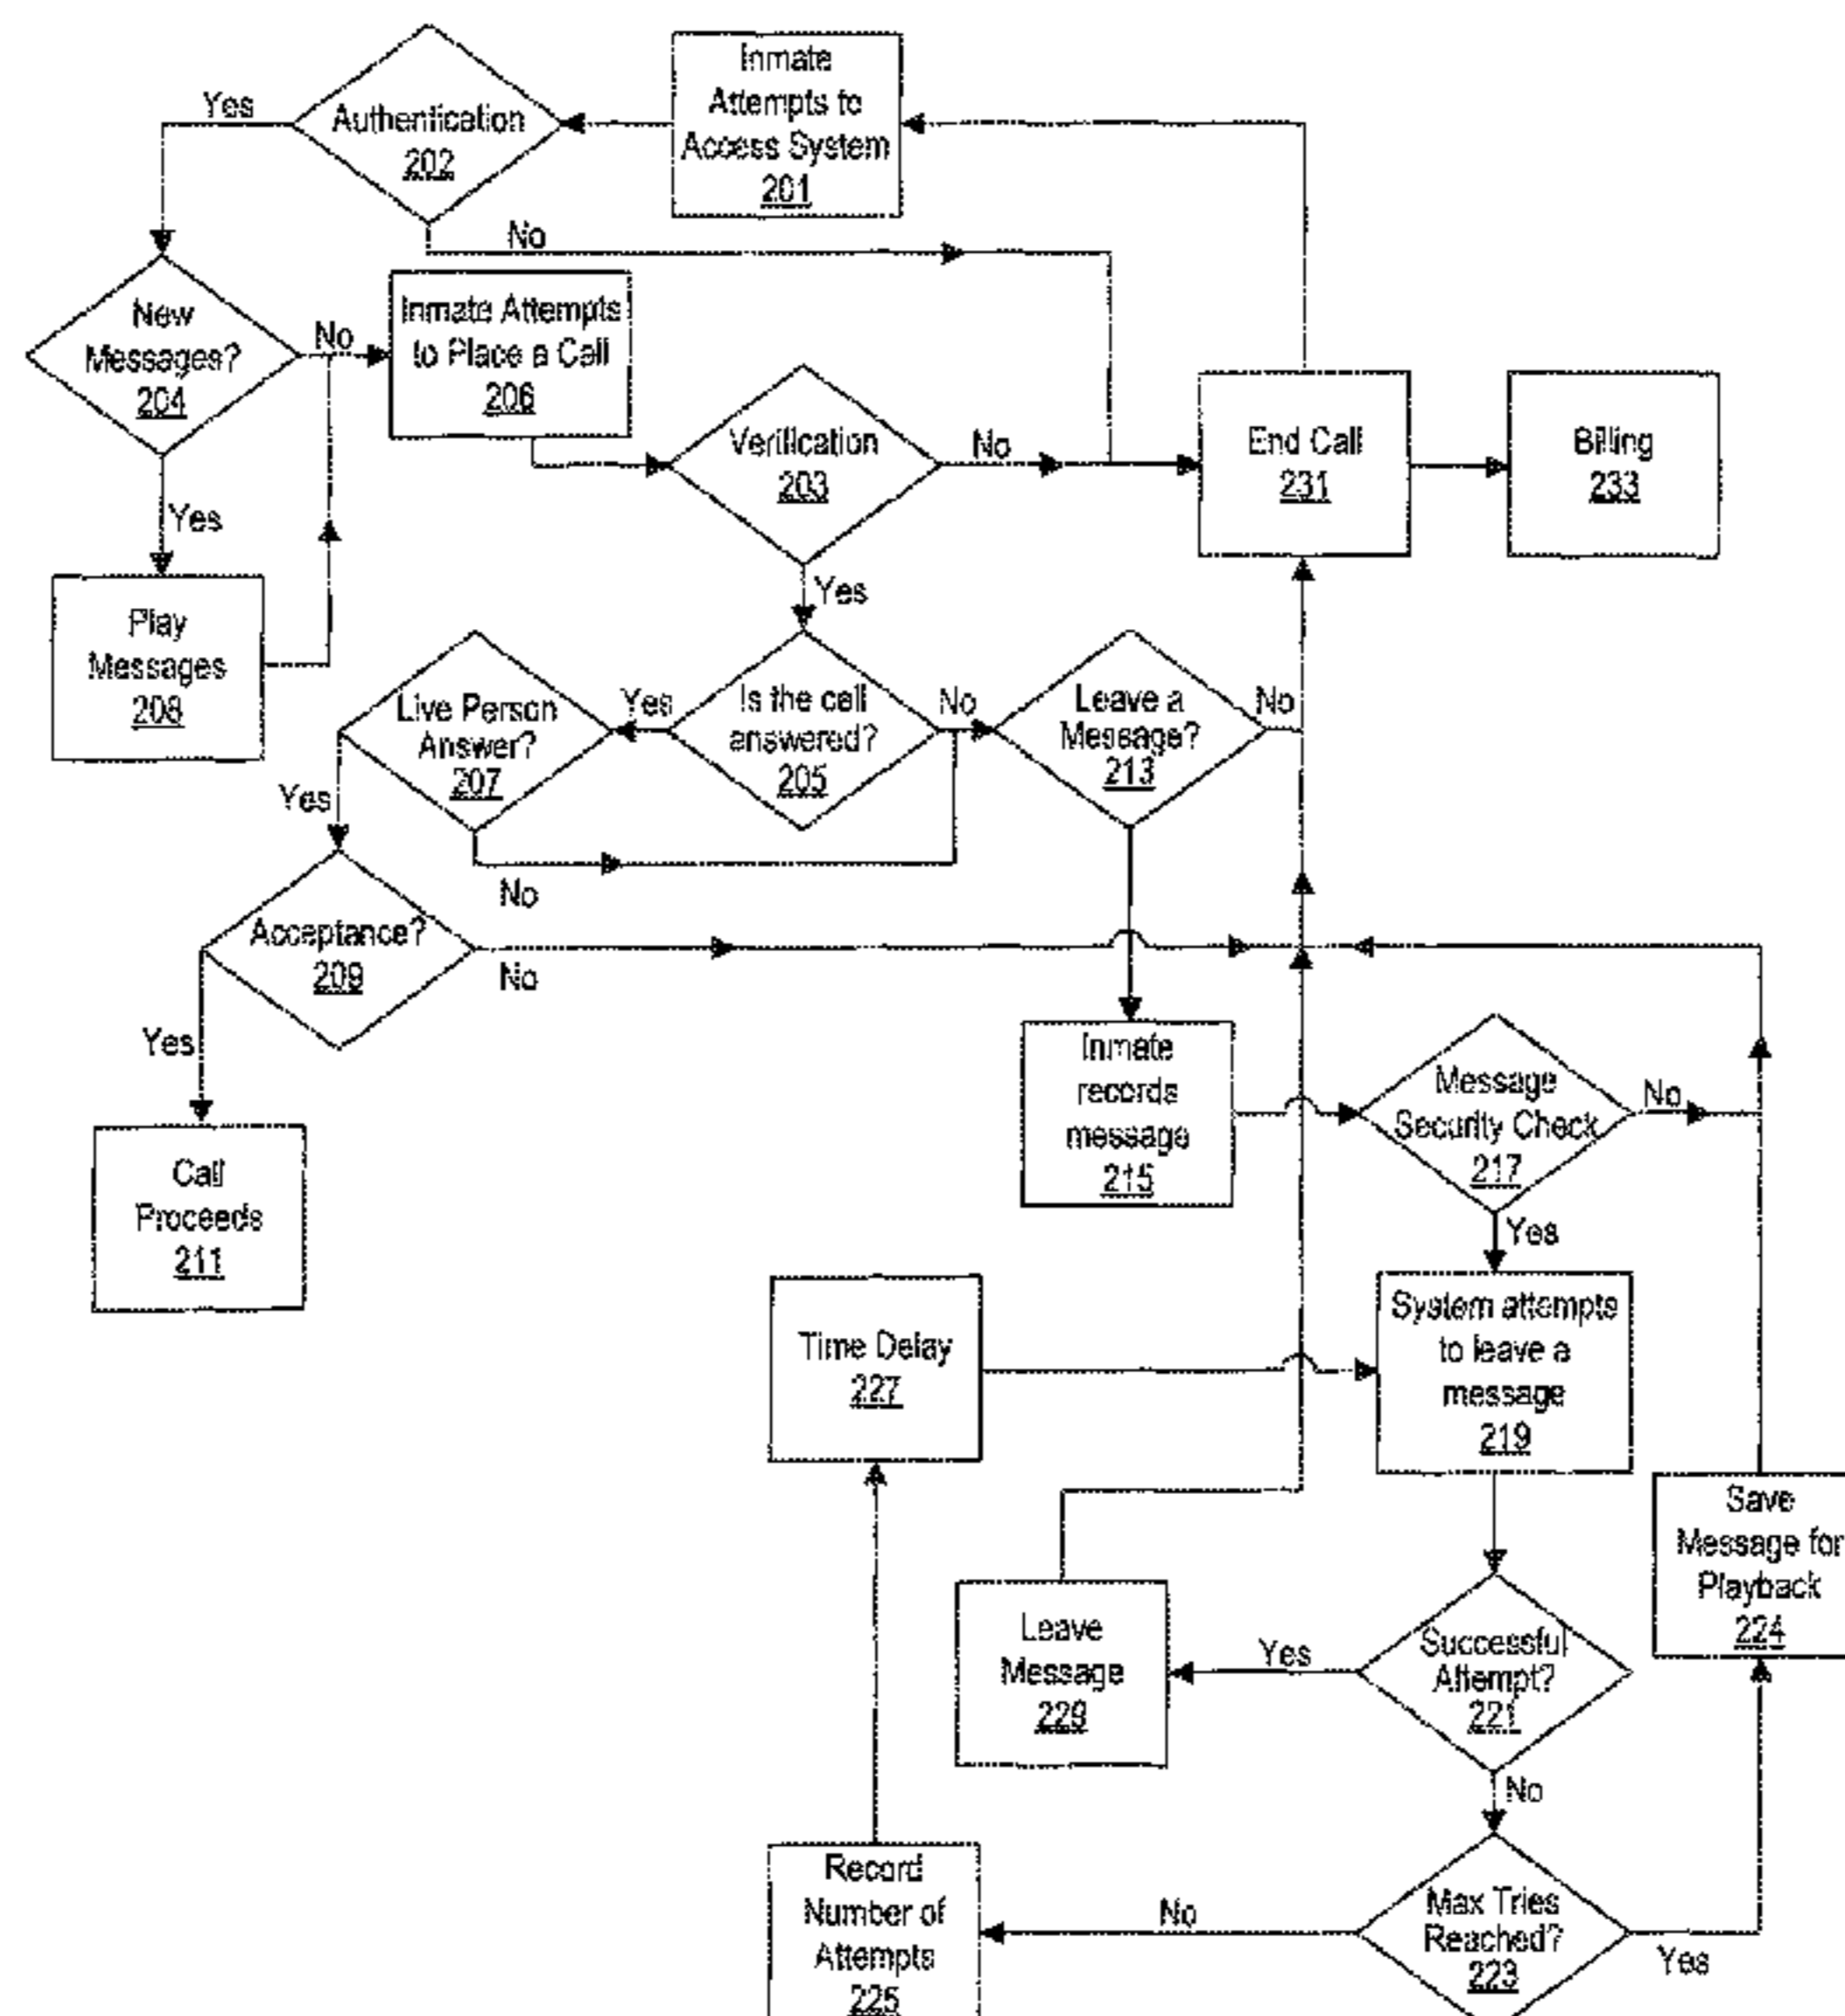 Inmate
Attempts to
Access System
201
Authentication
202
Yes
No
New
Messages?
204
No
Yes
Inmate Attempts
to Place a Call
206
Play
Messages
208
Verification
203
No
Yes
End Call
231
Billing
233
Is the call
answered?
205
Yes
No
Live Person
Answer?
207
Yes
No
Leave a
Message?
213
No
Acceptance?
209
No
Yes
Call
Proceeds
211
Inmate
records
message
215
Message
Security Check
217
No
Yes
System attempts
to leave a
message
219
Time Delay
227
Save
Message for
Playback
224
Successful
Attempt?
221
Yes
No
Leave
Message
229
Max Tries
Reached?
223
No
Yes
Record
Number of
Attempts
225